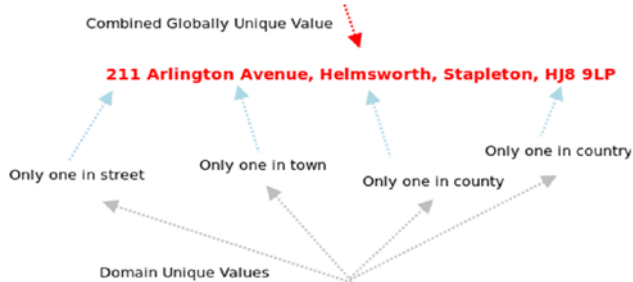 Combined Globally Unique Value
211 Arlington Avenue, Helmsworth, Stapleton, HJ8 9LP
Only one in street
Only one in town
Only one in county
Only one in country
Domain Unique Values